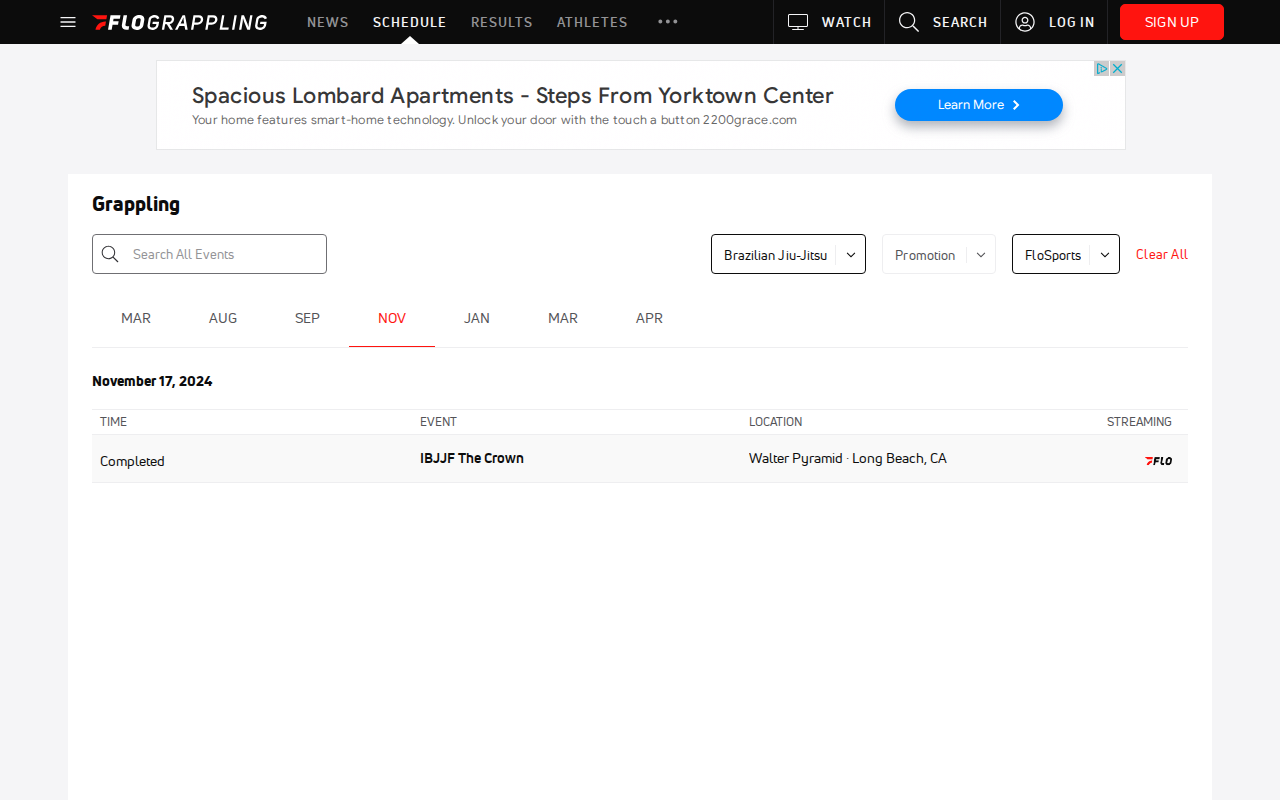 FLOGRAPPLING NEWS SCHEDULE RESULTS ATHLETES ••• WATCH SEARCH LOG IN SIGN UP
Spacious Lombard Apartments - Steps From Yorktown Center
Your home features smart-home technology. Unlock your door with the touch a button 2200grace.com
Learn More
Grappling
Search All Events
Brazilian Jiu-Jitsu
Promotion
FloSports
Clear All
MAR AUG SEP NOV JAN MAR APR
November 17, 2024
TIME EVENT LOCATION STREAMING
Completed IBJJF The Crown Walter Pyramid · Long Beach, CA FLO